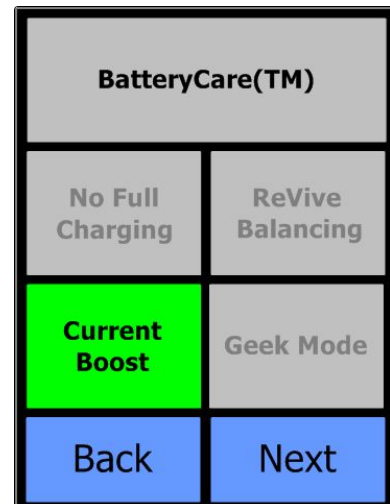 BatteryCare(TM)
No Full
Charging
ReVive
Balancing
Current
Boost
Geek Mode
Back
Next